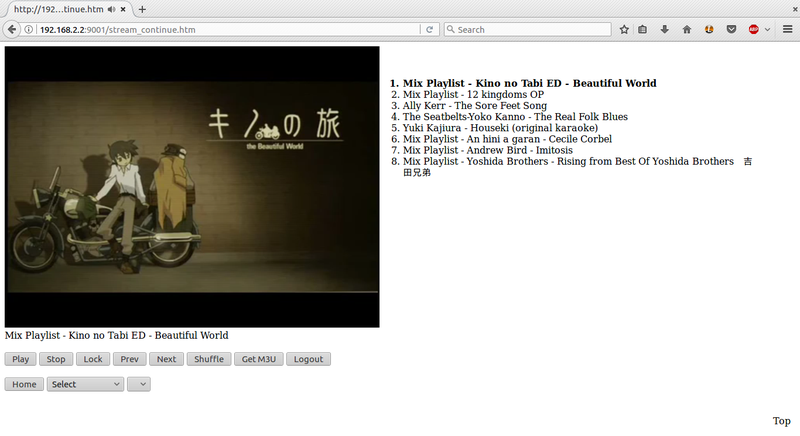 http://192...tinue.htm
192.168.2.2:9001/stream_continue.htm
Search
ABP
キノの旅
the Beautiful World
1. Mix Playlist - Kino no Tabi ED - Beautiful World
2. Mix Playlist - 12 kingdoms OP
3. Ally Kerr - The Sore Feet Song
4. The Seatbelts-Yoko Kanno - The Real Folk Blues
5. Yuki Kajiura - Houseki (original karaoke)
6. Mix Playlist - An hini a garan - Cecile Corbel
7. Mix Playlist - Andrew Bird - Imitosis
8. Mix Playlist - Yoshida Brothers - Rising from Best Of Yoshida Brothers 吉
田兄弟
Mix Playlist - Kino no Tabi ED - Beautiful World
Play Stop Lock Prev Next Shuffle Get M3U Logout
Home Select
Top